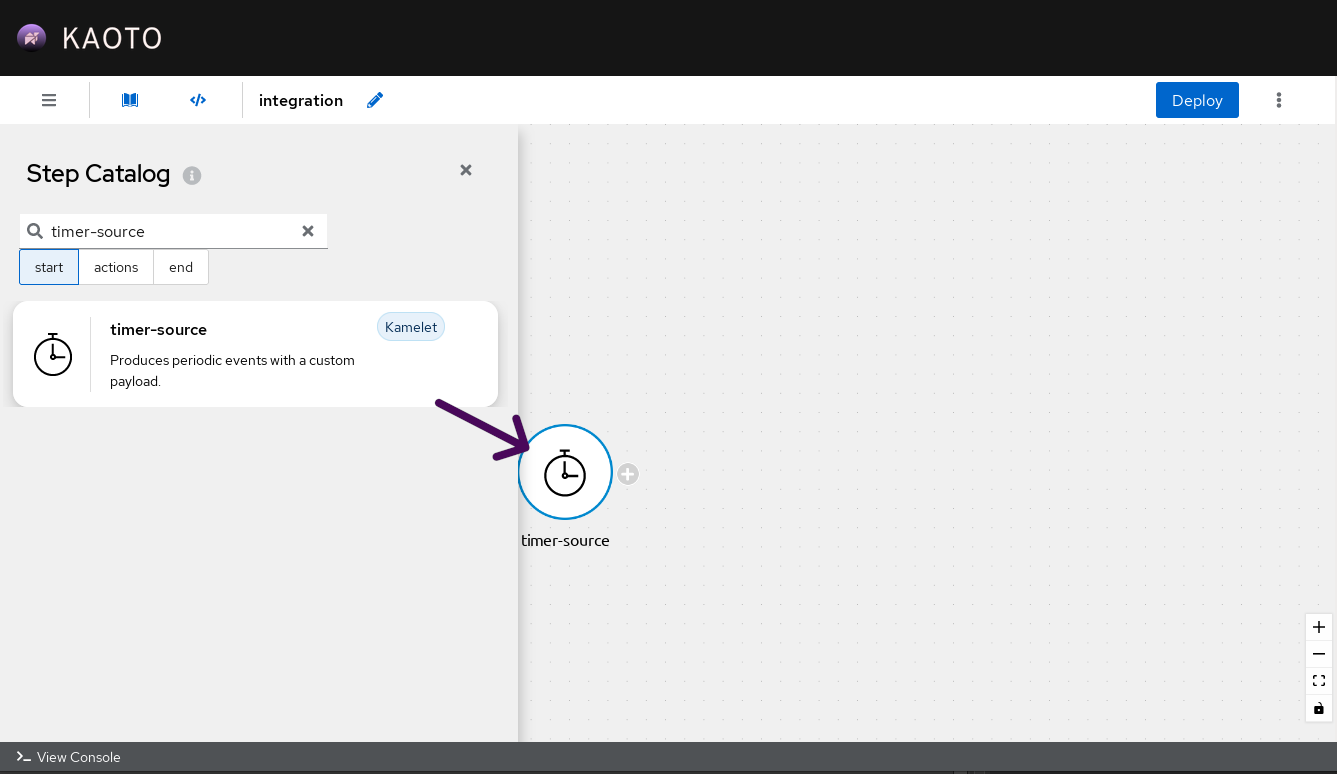 KAOTO
integration
Deploy
Step Catalog
timer-source
start
actions
end
timer-source
Kamelet
Produces periodic events with a custom
payload.
timer-source
View Console